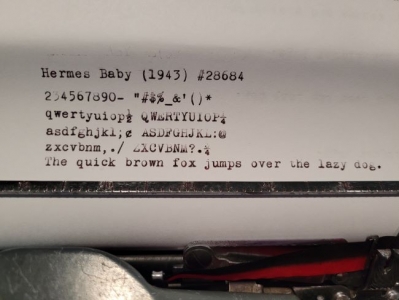 Hermes Baby (1943) #28684
234567890- "#$%_&'()*
qwertyuiop½ QWERTYUIOP¼
asdfghjkl;¢ ASDFGHJKL:@
zxcvbnm,./ ZXCVBNM?.¾
The quick brown fox jumps over the lazy dog.